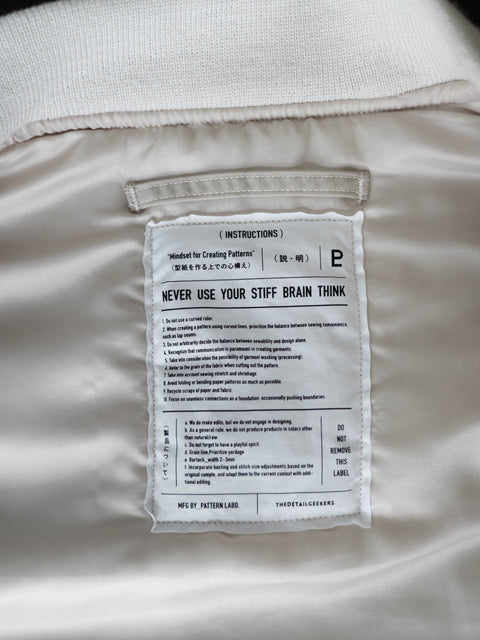 ( INSTRUCTIONS )
"Mindset for Creating Patterns"
(型紙を作る上での心構え)
(説・明)
NEVER USE YOUR STIFF BRAIN THINK
1. Do not use a curved ruler.
2. When creating a pattern using curved lines, prioritize the balance between sewing convenience,
such as lap seams.
3. Do not arbitrarily decide the balance between sewability and design alone.
4. Recognize that communication is paramount in creating garments.
5. Take into consideration the possibility of garment washing (processing).
6. Refer to the grain of the fabric when cutting out the pattern.
7. Take into account sewing stretch and shrinkage
8. Avoid folding or bending paper patterns as much as possible.
9. Recycle scraps of paper and fabric.
10. Focus on seamless connections as a foundation, occasionally pushing boundaries.
(製品について)
a. We do make edits, but we do not engage in designing.
b. As a general rule, we do not produce products in colors other
than natural/raw
c. Do not forget to have a playful spirit.
d. Grain line.Prioritize yardage
e. Bartack_width 2~3mm
f. Incorporate basting and stitch size adjustments based on the
original sample, and adapt them to the current context with addi-
tional editing.
DO
NOT
REMOVE
THIS
LABEL
MFG BY_PATTERN LABO.
THEDETAILGEEKERS